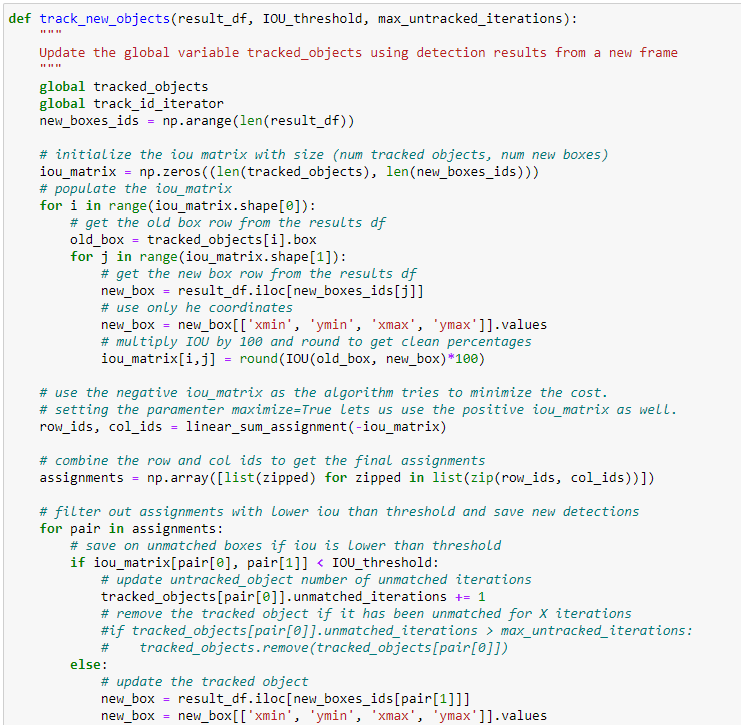 def track_new_objects(result_df, IOU_threshold, max_untracked_iterations):
    """
    Update the global variable tracked_objects using detection results from a new frame
    """
    global tracked_objects
    global track_id_iterator
    new_boxes_ids = np.arange(len(result_df))

    # initialize the iou matrix with size (num tracked objects, num new boxes)
    iou_matrix = np.zeros((len(tracked_objects), len(new_boxes_ids)))
    # populate the iou_matrix
    for i in range(iou_matrix.shape[0]):
        # get the old box row from the results df
        old_box = tracked_objects[i].box
        for j in range(iou_matrix.shape[1]):
            # get the new box row from the results df
            new_box = result_df.iloc[new_boxes_ids[j]]
            # use only he coordinates
            new_box = new_box[['xmin', 'ymin', 'xmax', 'ymax']].values
            # multiply IOU by 100 and round to get clean percentages
            iou_matrix[i,j] = round(IOU(old_box, new_box)*100)

    # use the negative iou_matrix as the algorithm tries to minimize the cost.
    # setting the paramenter maximize=True lets us use the positive iou_matrix as well.
    row_ids, col_ids = linear_sum_assignment(-iou_matrix)

    # combine the row and col ids to get the final assignments
    assignments = np.array([list(zipped) for zipped in list(zip(row_ids, col_ids))])

    # filter out assignments with lower iou than threshold and save new detections
    for pair in assignments:
        # save on unmatched boxes if iou is lower than threshold
        if iou_matrix[pair[0], pair[1]] < IOU_threshold:
            # update untracked_object number of unmatched iterations
            tracked_objects[pair[0]].unmatched_iterations += 1
            # remove the tracked object if it has been unmatched for X iterations
            #if tracked_objects[pair[0]].unmatched_iterations > max_untracked_iterations:
            #    tracked_objects.remove(tracked_objects[pair[0]])
        else:
            # update the tracked object
            new_box = result_df.iloc[new_boxes_ids[pair[1]]]
            new_box = new_box[['xmin', 'ymin', 'xmax', 'ymax']].values